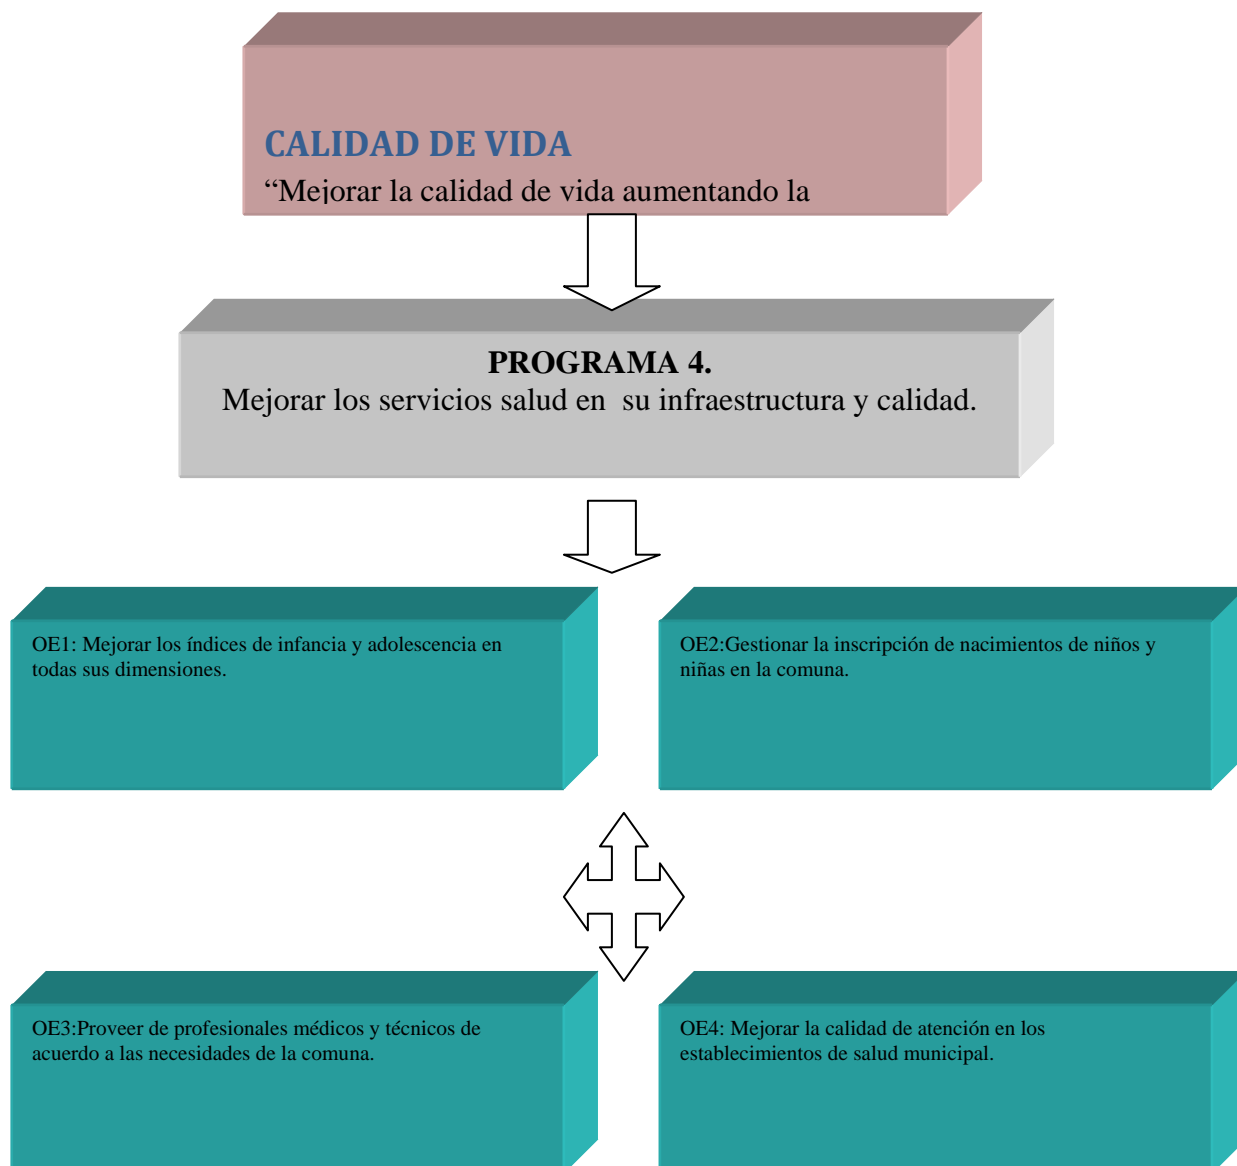 CALIDAD DE VIDA
“Mejorar la calidad de vida aumentando la
PROGRAMA 4.
Mejorar los servicios salud en  su infraestructura y calidad.
OE1: Mejorar los índices de infancia y adolescencia en
todas sus dimensiones.
OE2:Gestionar la inscripción de nacimientos de niños y
niñas en la comuna.
OE3:Proveer de profesionales médicos y técnicos de
acuerdo a las necesidades de la comuna.
OE4: Mejorar la calidad de atención en los
establecimientos de salud municipal.